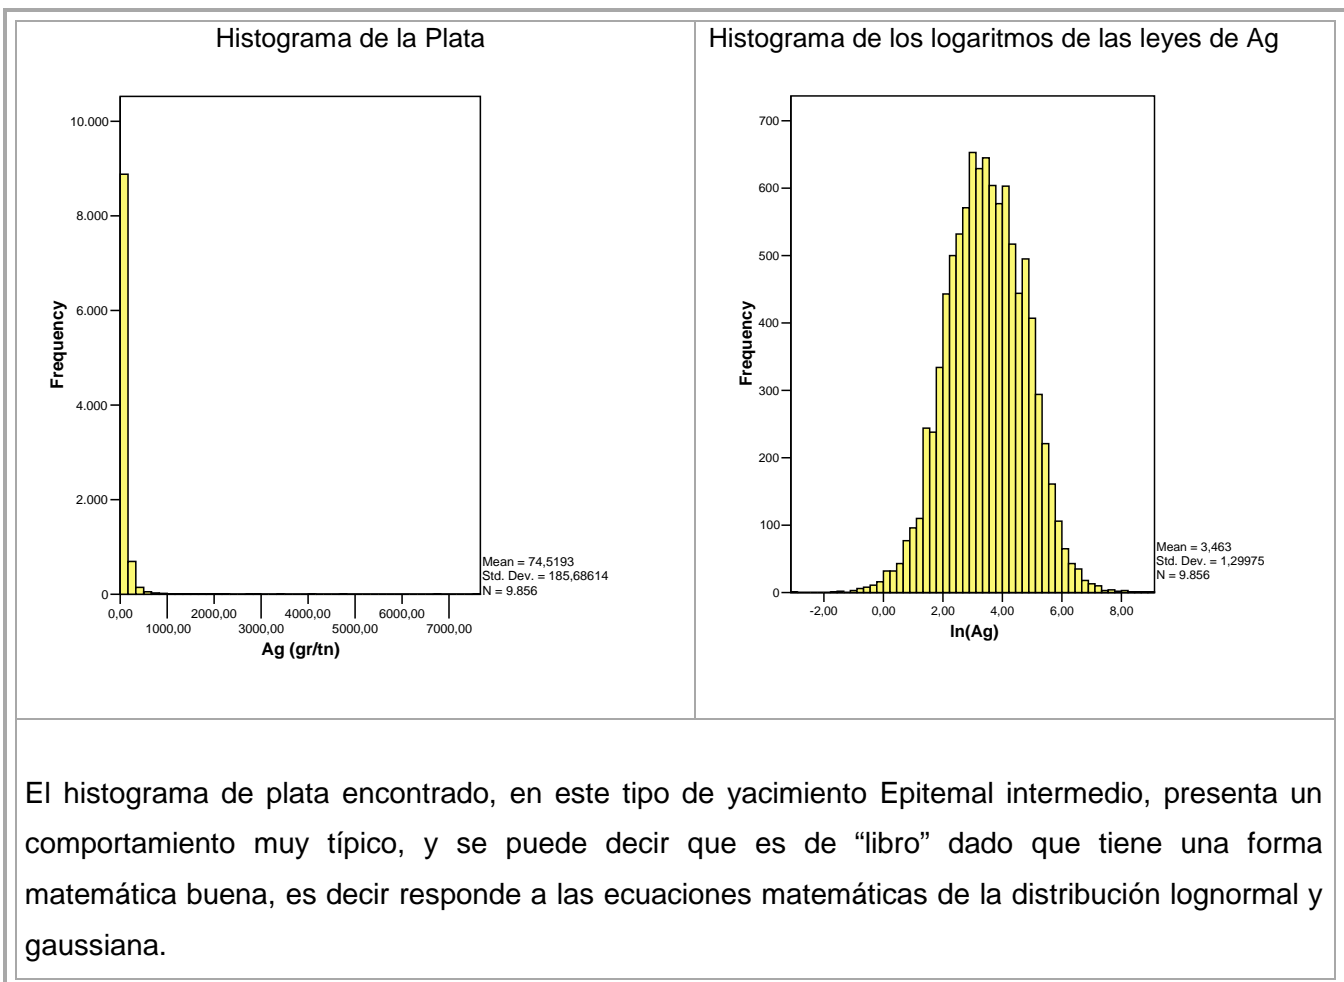 Histograma de la Plata
10.000
8.000
6.000
4.000
2.000
0
Frequency
0,00
2000,00
4000,00
6000,00
1000,00
3000,00
5000,00
7000,00
Ag (gr/tn)
Mean = 74,5193
Std. Dev. = 185,68614
N = 9.856
Histograma de los logaritmos de las leyes de Ag
700
600
500
400
300
200
100
0
Frequency
-2,00
0,00
2,00
4,00
6,00
8,00
ln(Ag)
Mean = 3,463
Std. Dev. = 1,29975
N = 9.856
El histograma de plata encontrado, en este tipo de yacimiento Epitemal intermedio, presenta un
comportamiento muy típico, y se puede decir que es de “libro” dado que tiene una forma
matemática buena, es decir responde a las ecuaciones matemáticas de la distribución lognormal y
gaussiana.